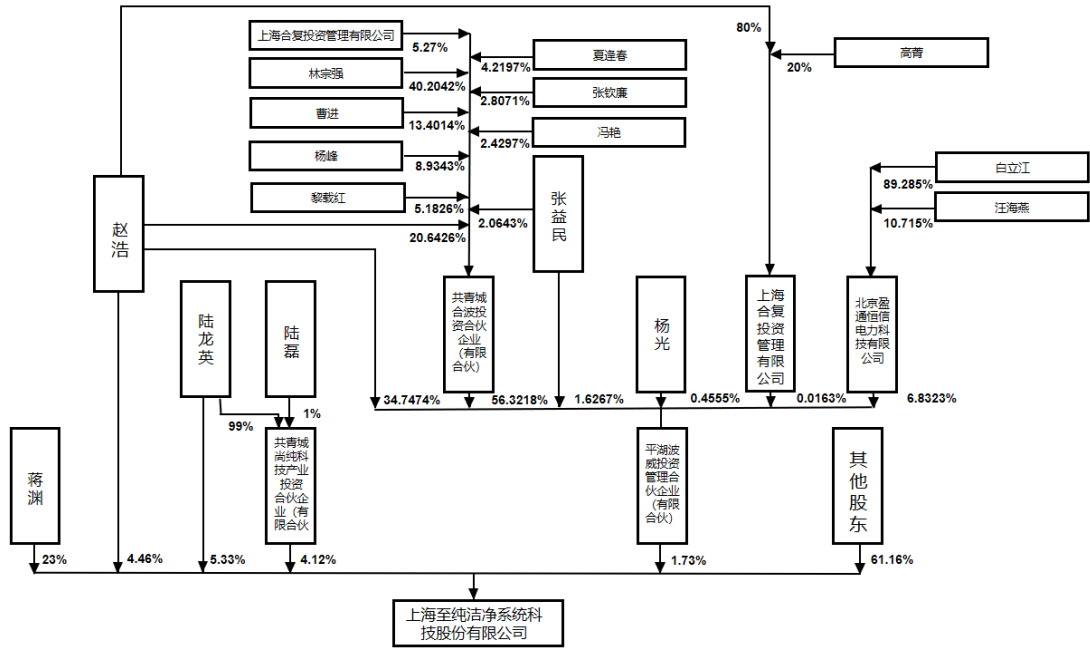 80%
上海合复投资管理有限公司
5.27%
夏逢春
4.2197%
高菁
20%
林宗强
40.2042%
张钦廉
2.8071%
曹进
13.4014%
冯艳
2.4297%
杨峰
8.9343%
白立江
89.285%
黎载红
5.1826%
张益民
2.0643%
汪海燕
10.715%
赵浩
20.6426%
陆龙英
陆磊
共青城
合波投
资合伙
企业
（有限
合伙）
杨光
上海
合复
投资
管理
有限
公司
北京盈
通恒信
电力科
技有限
公司
34.7474%
56.3218%
1.6267%
0.4555%
0.0163%
6.8323%
99%
1%
蒋渊
共青城
尚纯科
技产业
投资
合伙企
业（有
限合伙
平湖波
威投资
管理合
伙企业
（有限
合伙）
其他股东
23%
4.46%
5.33%
4.12%
1.73%
61.16%
上海至纯洁净系统科
技股份有限公司